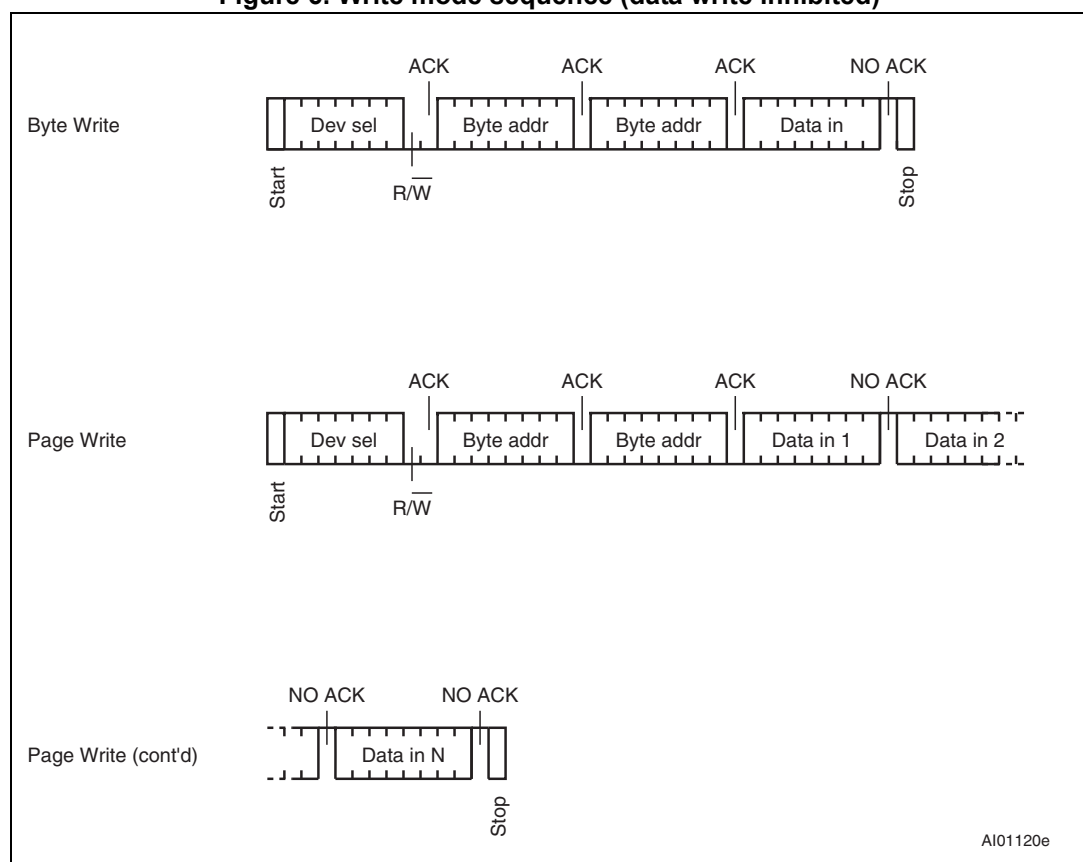 Figure 6. Write mode sequence (data write inhibited)
ACK ACK ACK NO ACK
Byte Write Dev sel Byte addr Byte addr Data in
R/W̅
Start
Stop
ACK ACK ACK NO ACK
Page Write Dev sel Byte addr Byte addr Data in 1 Data in 2
R/W̅
Start
NO ACK NO ACK
Page Write (cont'd) Data in N
Stop
AI01120e